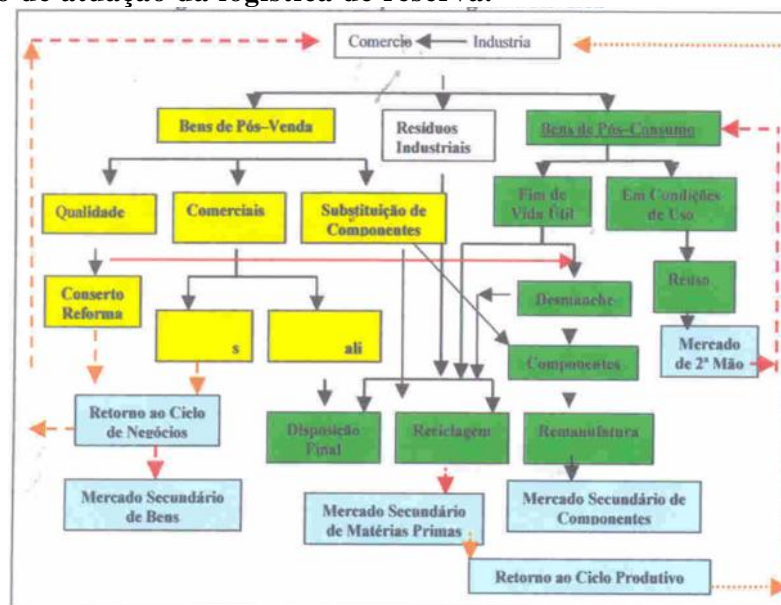 o de atuação da logística de reserva.
Comercio
Industria
Bens de Pós–Venda
Resíduos
Industriais
Bens de Pós–Consumo
Qualidade
Comerciais
Substituição de
Componentes
Fim de
Vida Útil
Em Condições
de Uso
Conserto
Reforma
s
ali
Desmanche
Reuso
Componentes
Mercado
de 2ª Mão
Retorno ao Ciclo
de Negócios
Disposição
Final
Reciclagem
Remanufatura
Mercado Secundário
de Bens
Mercado Secundário
de Matérias Primas
Mercado Secundário de
Componentes
Retorno ao Ciclo Produtivo